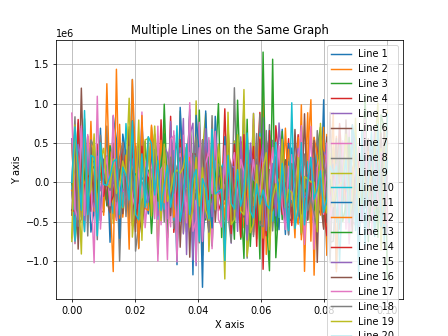 Multiple Lines on the Same Graph
1e6
1.5
1.0
0.5
0.0
−0.5
−1.0
Y axis
0.00
0.02
0.04
0.06
X axis
Line 1
Line 2
Line 3
Line 4
Line 5
Line 6
Line 7
Line 8
Line 9
Line 10
Line 11
Line 12
Line 13
Line 14
Line 15
Line 16
Line 17
Line 18
Line 19
Line 20